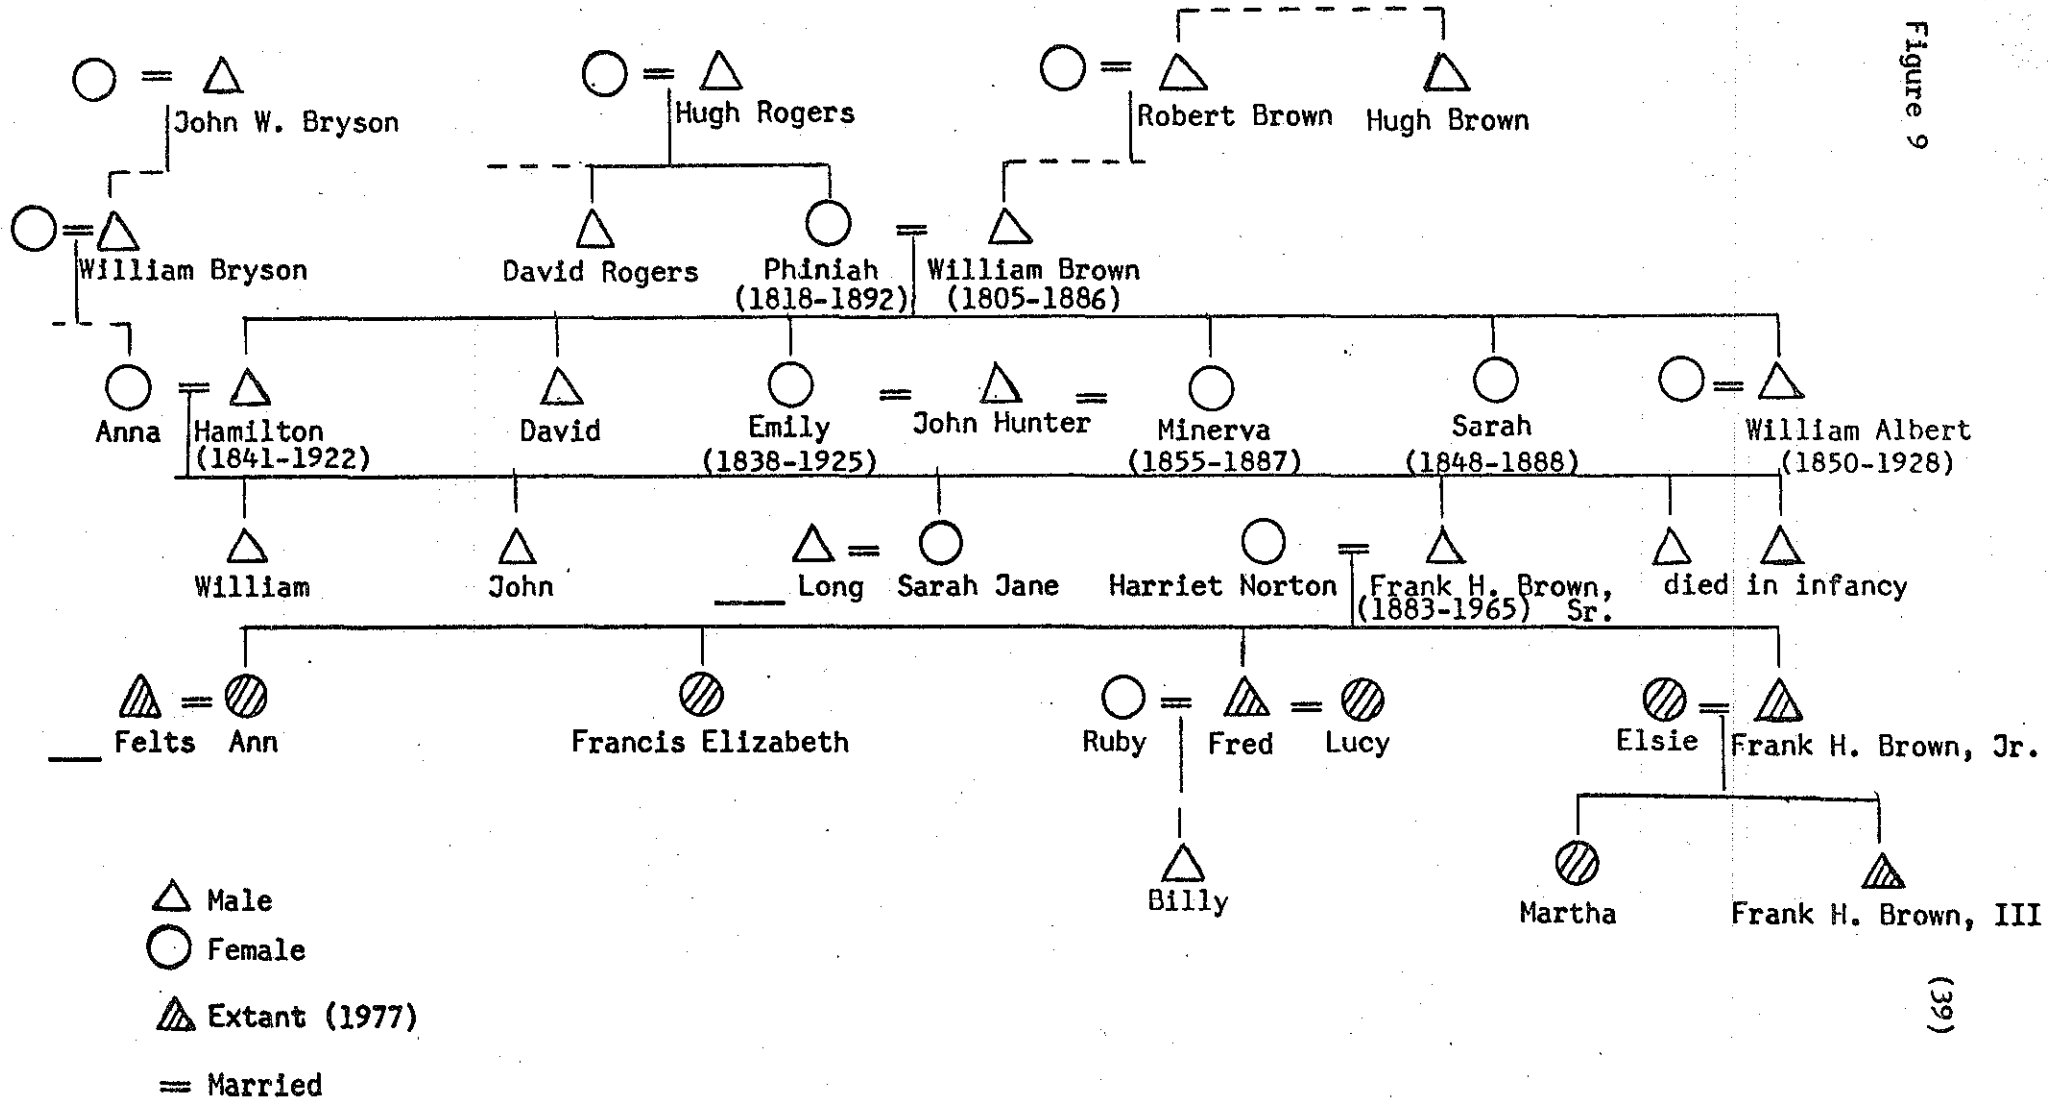 Figure 9
John W. Bryson
Hugh Rogers
Robert Brown
Hugh Brown
William Bryson
David Rogers
Phiniah
(1818-1892)
William Brown
(1805-1886)
Anna
Hamilton
(1841-1922)
David
Emily
(1838-1925)
John Hunter
Minerva
(1855-1887)
Sarah
(1848-1888)
William Albert
(1850-1928)
William
John
____ Long
Sarah Jane
Harriet Norton
Frank H. Brown,
(1883-1965) Sr.
died in infancy
___ Felts
Ann
Francis Elizabeth
Ruby
Fred
Lucy
Elsie
Frank H. Brown, Jr.
Billy
Martha
Frank H. Brown, III
Male
Female
Extant (1977)
= Married
(39)